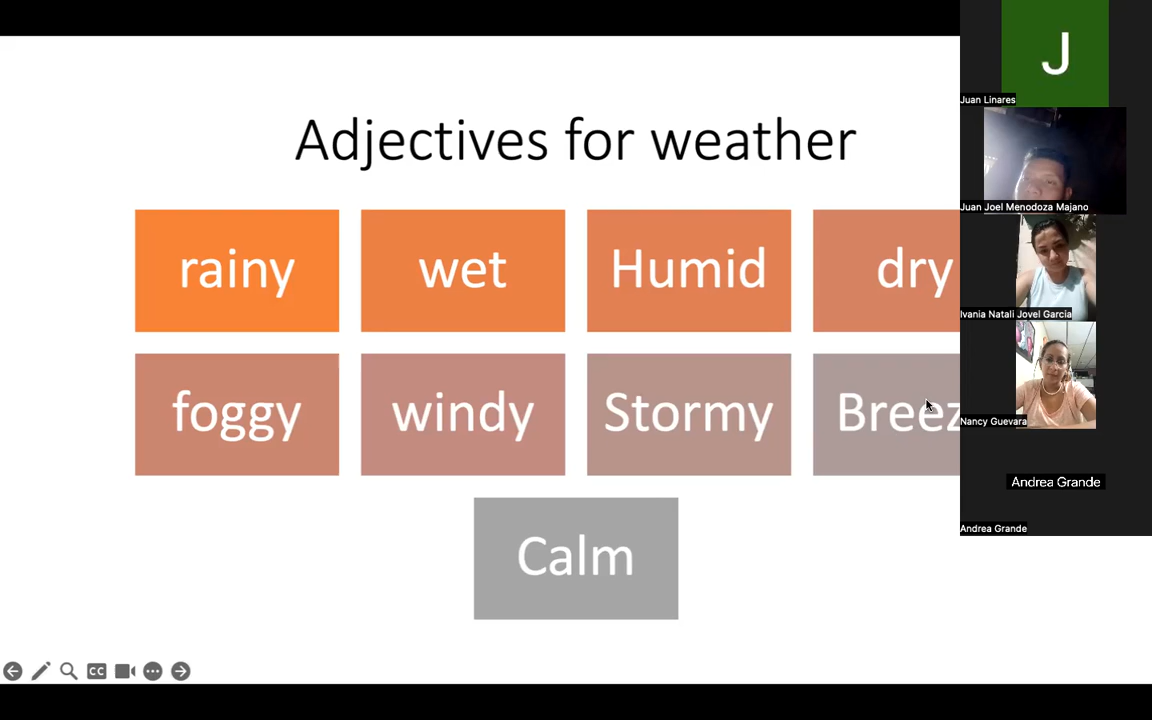 Adjectives for weather
rainy
wet
Humid
dry
foggy
windy
Stormy
Breez
Calm
CC
J
Juan Linares
Juan Joel Menodoza Majano
Ivania Natali Jovel Garcia
Nancy Guevara
Andrea Grande
Andrea Grande